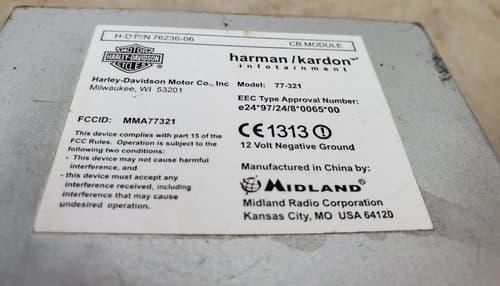 H-D P/N 76236-06
CB MODULE
MOTOR
HARLEY-DAVIDSON
CYCLES
harman/kardon
infotainment
Harley-Davidson Motor Co., Inc
Milwaukee, WI 53201
Model: 77-321
EEC Type Approval Number:
e24*97/24/8*0065*00
FCCID: MMA77321
This device complies with part 15 of the
FCC Rules. Operation is subject to the
following two conditions:
- This device may not cause harmful
interference, and
- this device must accept any
interference received, including
interference that may cause
undesired operation.
CE1313!
12 Volt Negative Ground
Manufactured in China by:
MIDLAND
Midland Radio Corporation
Kansas City, MO USA 64120